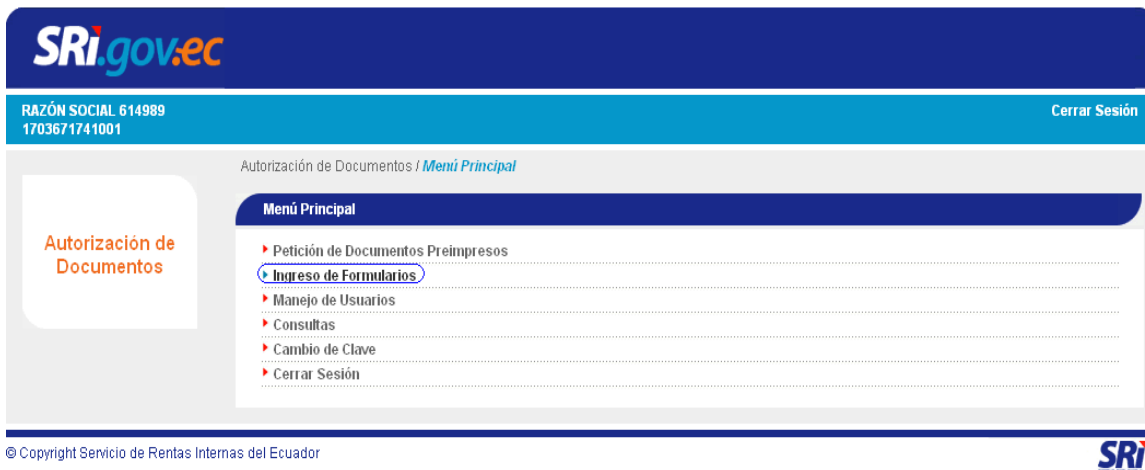 SRi.gov.ec
RAZÓN SOCIAL 614989
1703671741001
Cerrar Sesión
Autorización de Documentos / Menú Principal
Autorización de
Documentos
Menú Principal
Petición de Documentos Preimpresos
Ingreso de Formularios
Manejo de Usuarios
Consultas
Cambio de Clave
Cerrar Sesión
© Copyright Servicio de Rentas Internas del Ecuador
SRi